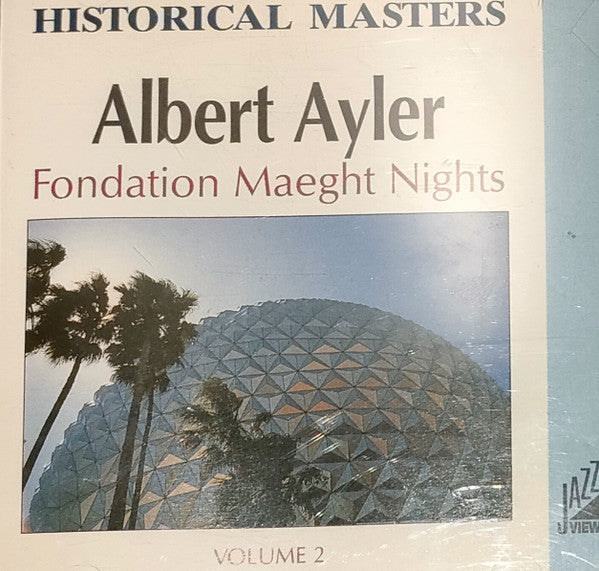 HISTORICAL MASTERS
Albert Ayler
Fondation Maeght Nights
VOLUME 2
JAZZ
VIEW